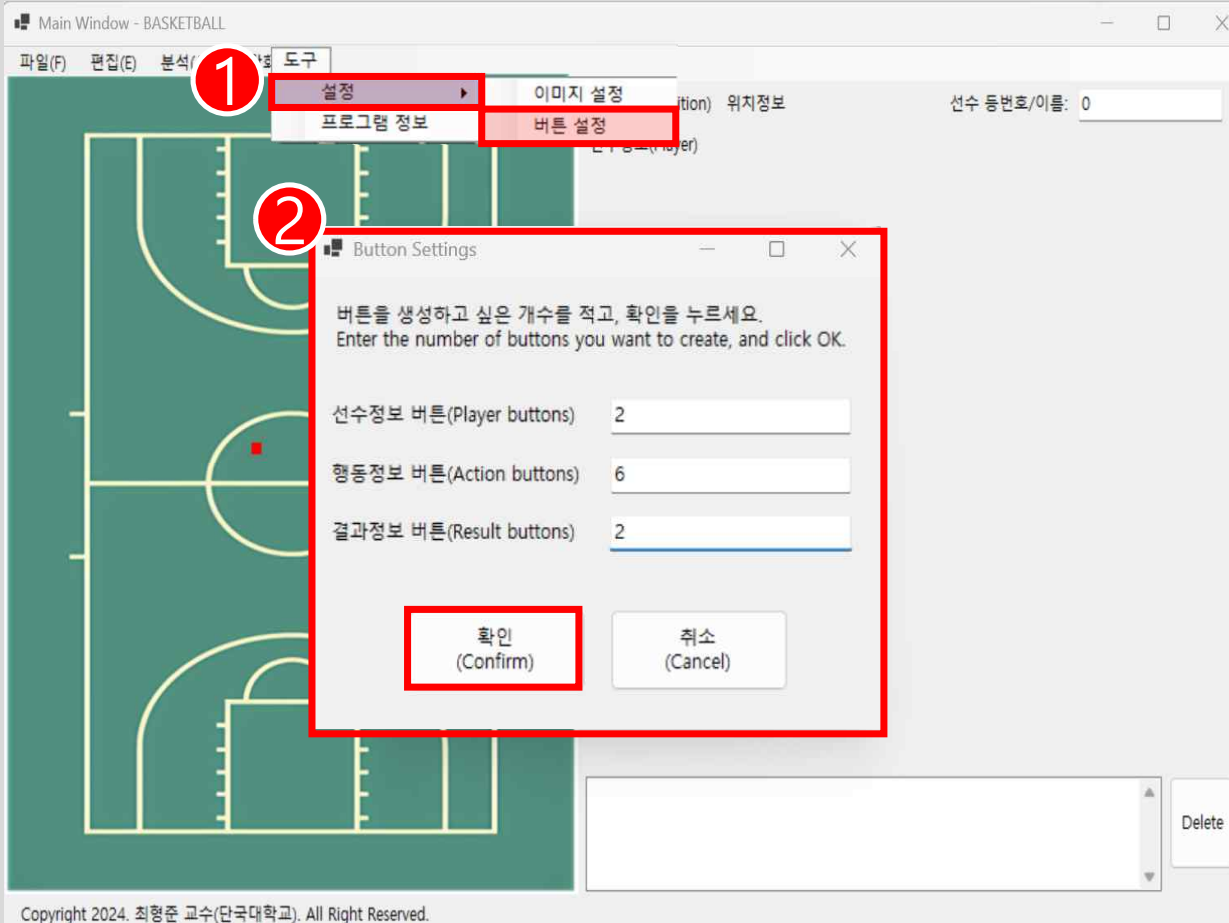 Main Window - BASKETBALL
파일(F) 편집(E) 분석( 도구
1
설정 이미지 설정
프로그램 정보 버튼 설정
ition) 위치정보 선수 등번호/이름: 0
yer)
2
Button Settings
버튼을 생성하고 싶은 개수를 적고, 확인을 누르세요.
Enter the number of buttons you want to create, and click OK.
선수정보 버튼(Player buttons) 2
행동정보 버튼(Action buttons) 6
결과정보 버튼(Result buttons) 2
확인 취소
(Confirm) (Cancel)
Delete
Copyright 2024. 최형준 교수(단국대학교). All Right Reserved.